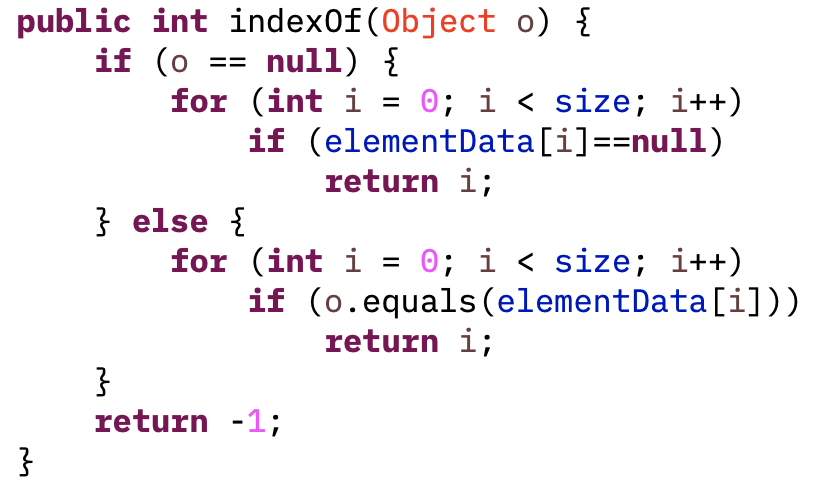 public int indexOf(Object o) {
    if (o == null) {
        for (int i = 0; i < size; i++)
            if (elementData[i]==null)
                return i;
    } else {
        for (int i = 0; i < size; i++)
            if (o.equals(elementData[i]))
                return i;
    }
    return -1;
}